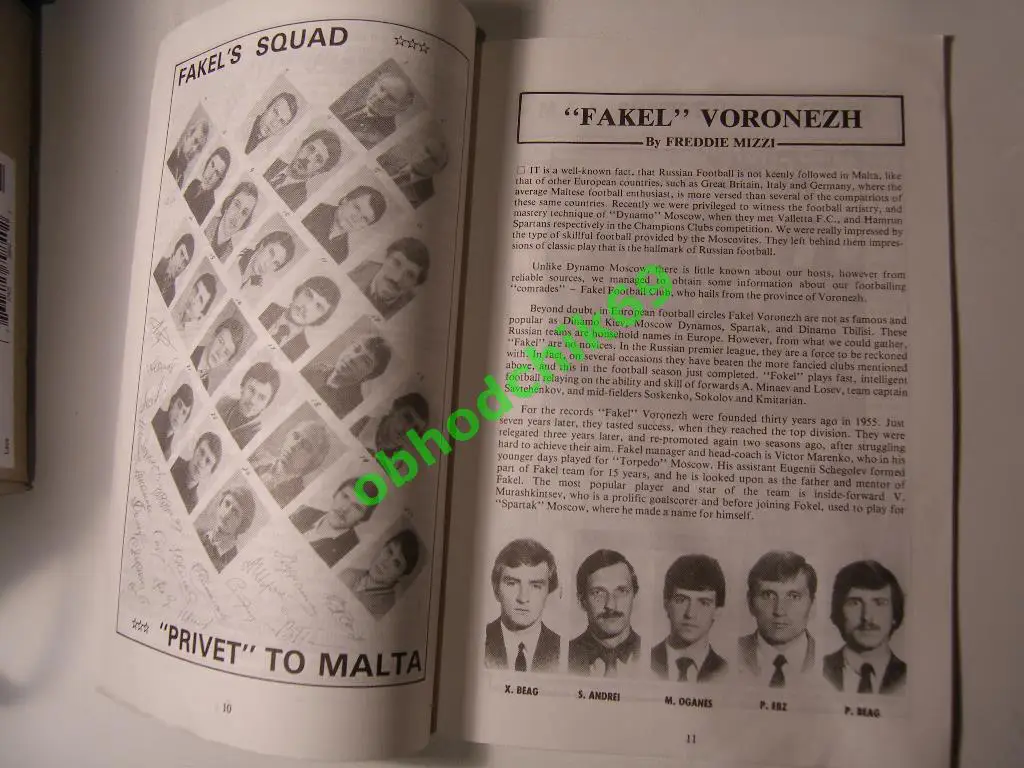 FAKEL'S SQUAD
"PRIVET" TO MALTA
10
"FAKEL" VORONEZH
By FREDDIE MIZZI
IT is a well-known fact, that Russian Football is not keenly followed in Malta, like
that of other European countries, such as Great Britain, Italy and Germany, where the
average Maltese football enthusiast, is more versed than several of the compatriots of
these same countries. Recently we were privileged to witness the football artistry, and
mastery technique of "Dynamo" Moscow, when they met Valletta F.C., and Hamrun
Spartans respectively in the Champions Clubs competition. We were really impressed by
the type of skillful football provided by the Moscovites. They left behind them impres-
sions of classic play that is the hallmark of Russian football.
Unlike Dynamo Moscow, there is little known about our hosts, however from
reliable sources, we managed to obtain some information about our footballing
"comrades" – Fakel Football Club, who hails from the province of Voronezh.
Beyond doubt, in European football circles Fakel Voronezh are not as famous and
popular as Dinamo Kiev, Moscow Dynamos, Spartak, and Dinamo Tbilisi. These
Russian teams are household names in Europe. However, from what we could gather,
"Fakel" are no novices. In the Russian premier league, they are a force to be reckoned
with. In fact, on several occasions they have beaten the more fancied clubs mentioned
above, and this in the football season just completed. "Fokel" plays fast, intelligent
football relaying on the ability and skill of forwards A. Minaev and Losev, team captain
Savtchenkov, and mid-fielders Soskenko, Sokolov and Kmitarian.
For the records "Fakel" Voronezh were founded thirty years ago in 1955. Just
seven years later, they tasted success, when they reached the top division. They were
relegated three years later, and re-promoted again two seasons ago, after struggling
hard to achieve their aim. Fakel manager and head-coach is Victor Marenko, who in his
younger days played for "Torpedo" Moscow. His assistant Eugenii Schegolev formed
part of Fakel team for 15 years, and he is looked upon as the father and mentor of
Fakel. The most popular player and star of the team is inside-forward V.
Murashkintsev, who is a prolific goalscorer and before joining Fokel, used to play for
"Spartak" Moscow, where he made a name for himself.
X. BEAG
S. ANDREI
M. OGANES
P. EBZ
P. BEAG
11
obhodchik69